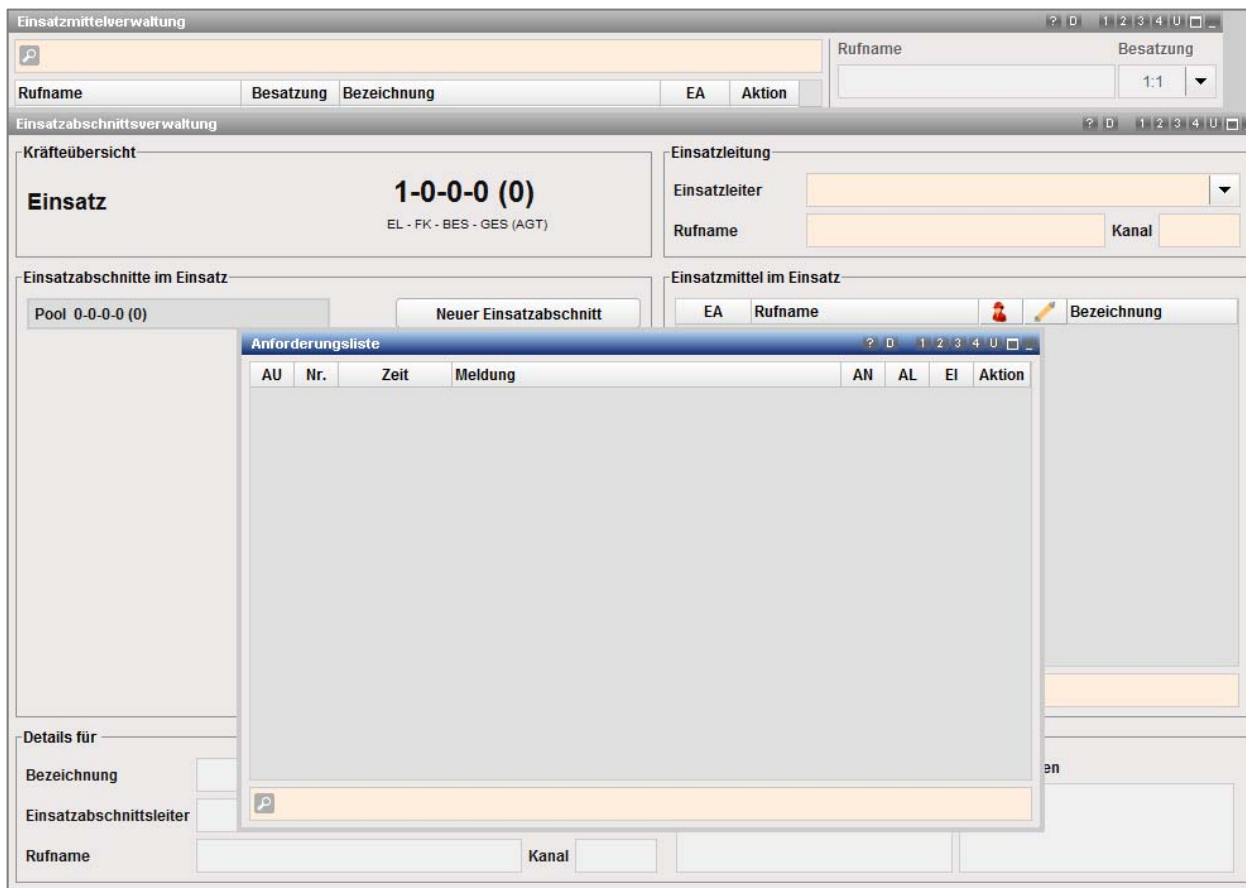 Einsatzmittelverwaltung ? D 1 2 3 4 U
Rufname Besatzung
1:1
Rufname Besatzung Bezeichnung EA Aktion
Einsatzabschnittsverwaltung ? D 1 2 3 4 U
Kräfteübersicht
Einsatz
1-0-0-0 (0)
EL - FK - BES - GES (AGT)
Einsatzleitung
Einsatzleiter
Rufname Kanal
Einsatzabschnitte im Einsatz
Pool 0-0-0-0 (0) Neuer Einsatzabschnitt
Einsatzmittel im Einsatz
EA Rufname Bezeichnung
Anforderungsliste ? D 1 2 3 4 U
AU Nr. Zeit Meldung AN AL EI Aktion
Details für
Bezeichnung
Einsatzabschnittsleiter
Rufname Kanal
en